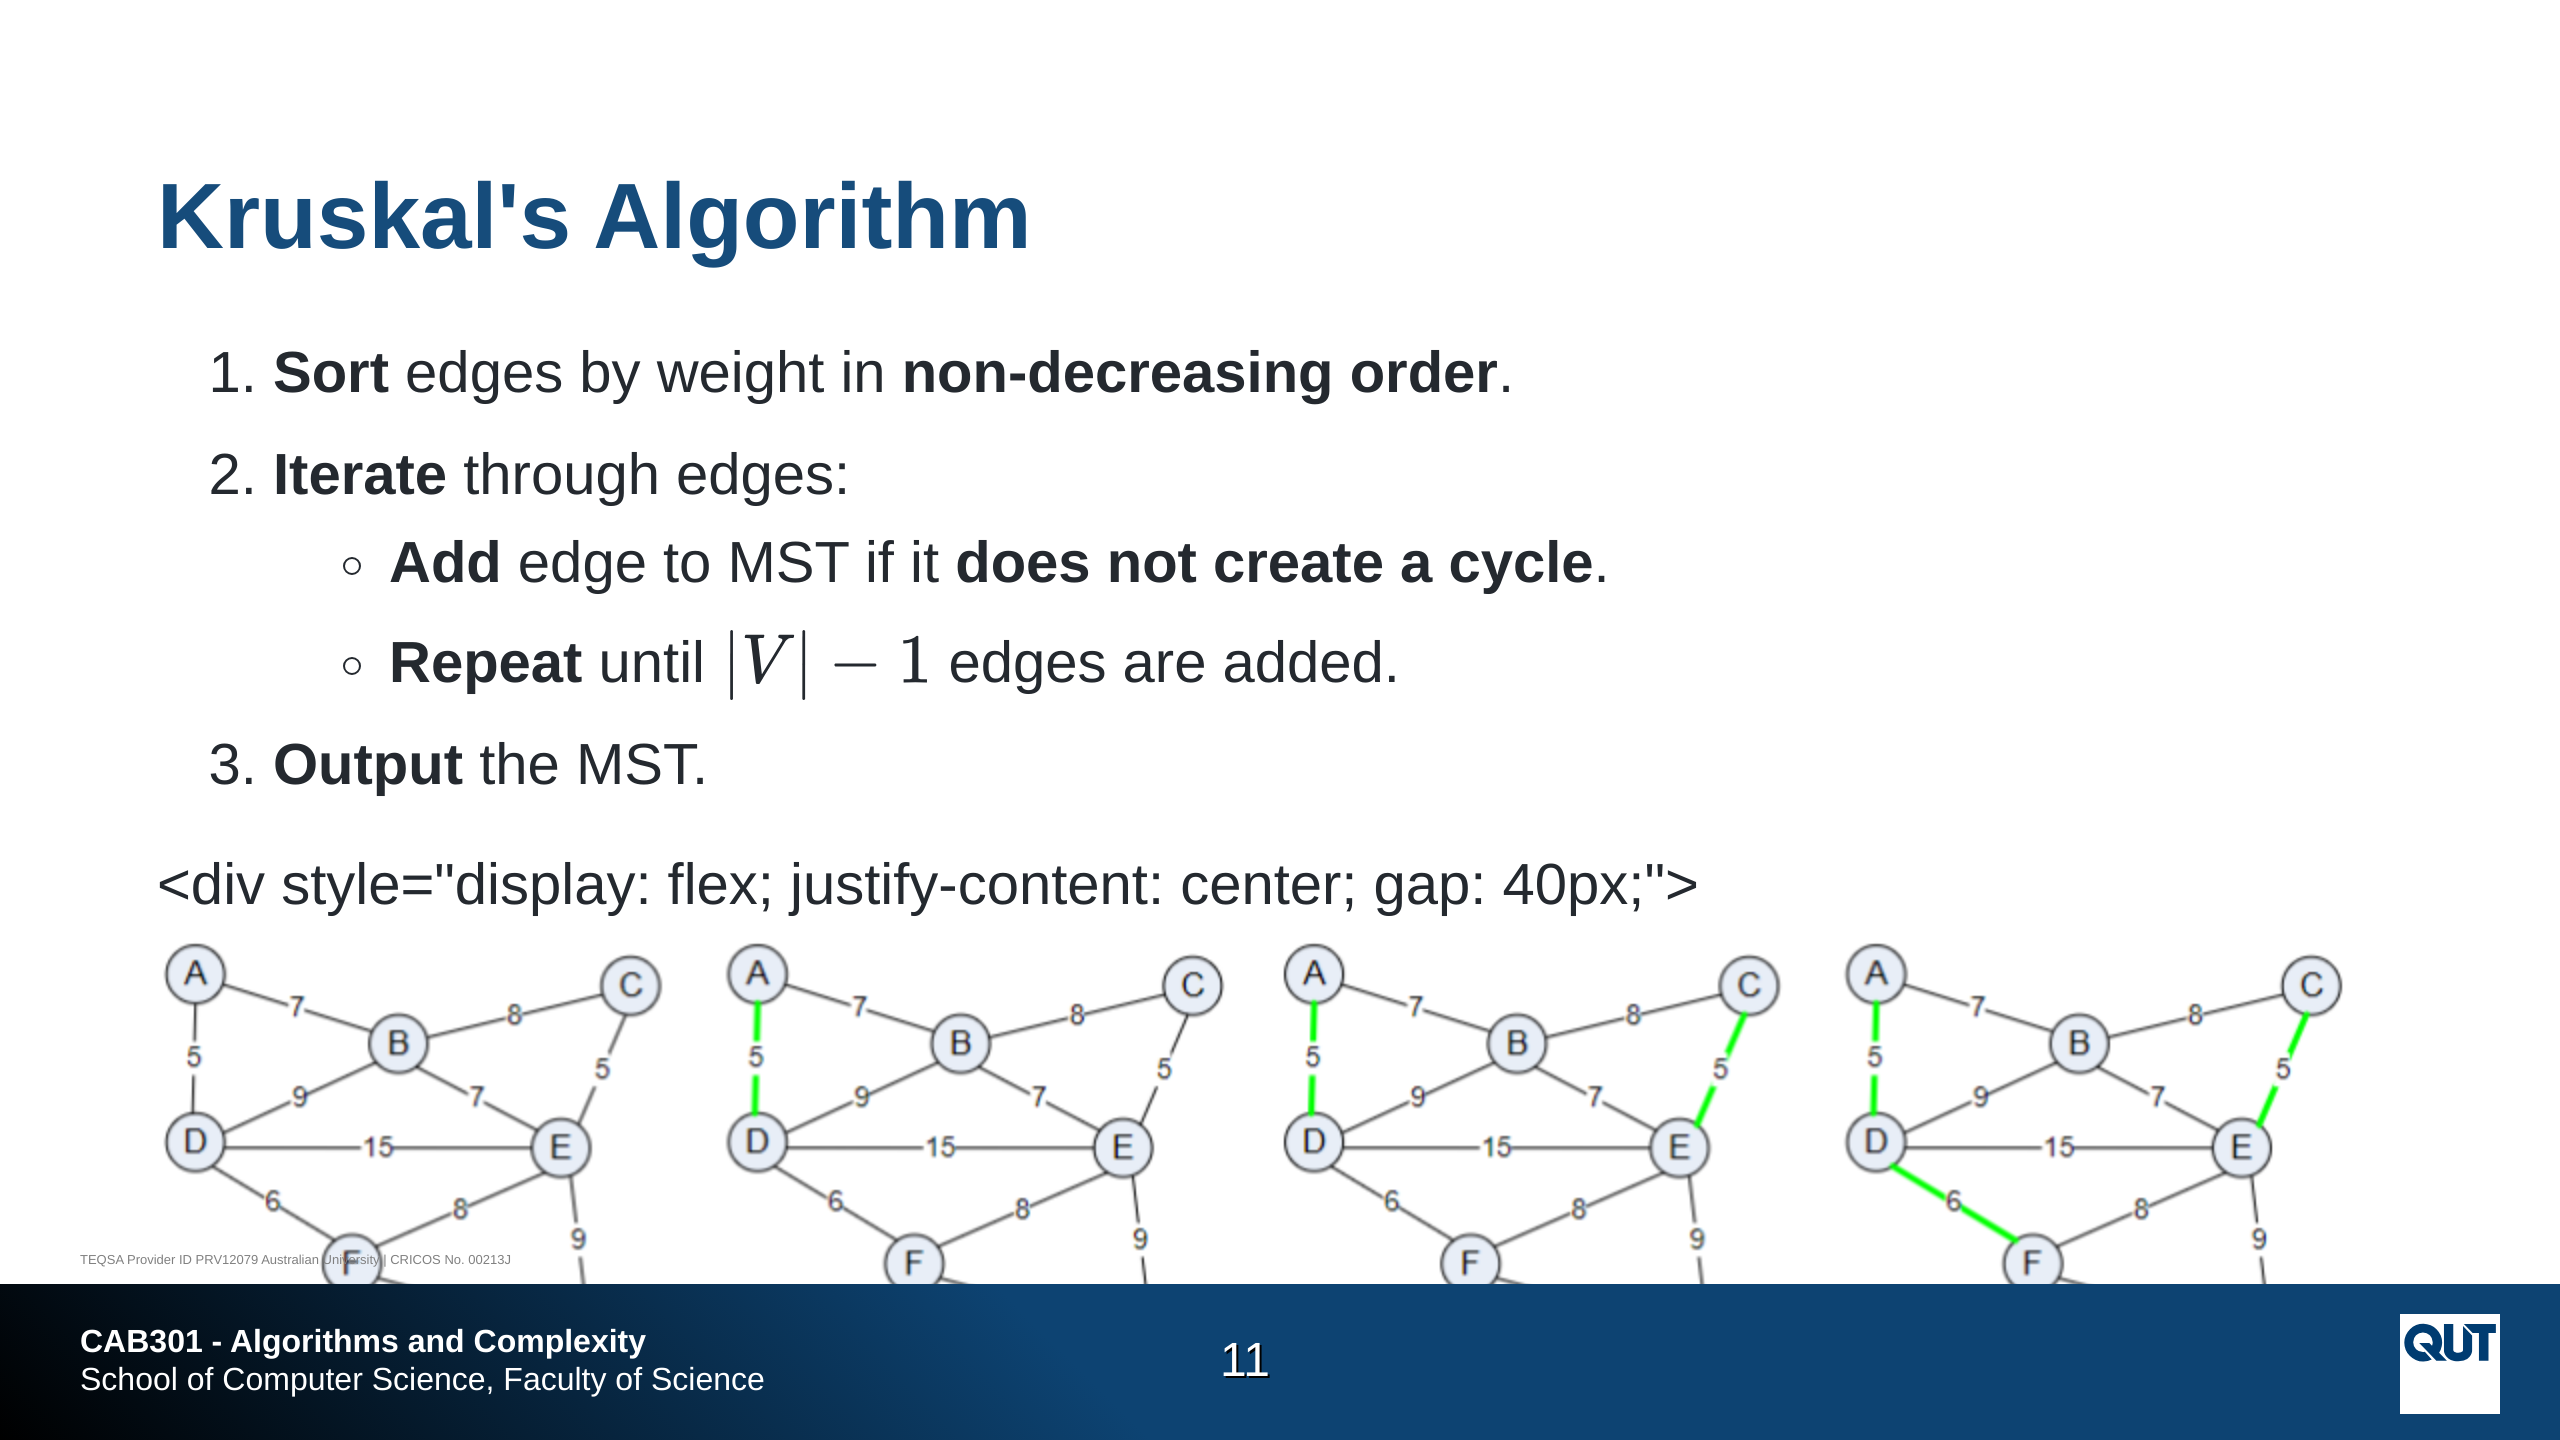 Kruskal's Algorithm
1. Sort edges by weight in non-decreasing order.
2. Iterate through edges:
Add edge to MST if it does not create a cycle.
Repeat until |V| − 1 edges are added.
3. Output the MST.
<div style="display: flex; justify-content: center; gap: 40px;">
A C A C A C A C
7 8 7 8 7 8 7 8
B B B B
5 5 5 5 5 5 5 5
9 7 9 7 9 7 9 7
D 15 E D 15 E D 15 E D 15 E
6 8 6 8 6 8 6 8
9 9 9 9
F F F F
TEQSA Provider ID PRV12079 Australian University | CRICOS No. 00213J
CAB301 - Algorithms and Complexity
School of Computer Science, Faculty of Science
11
QUT